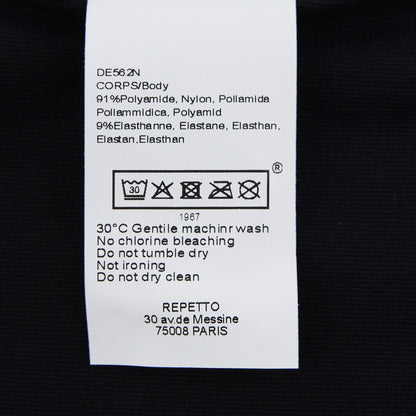 DE562N
CORPS/Body
91%Polyamide, Nylon, Poliamida
Poliammidica, Polyamid
9%Elasthanne, Elastane, Elasthan,
Elastan,Elasthan
®
30
1967
30°C Gentile machinr wash
No chlorine bleaching
Do not tumble dry
Not ironing
Do not dry clean
REPETTO
30 av.de Messine
75008 PARIS